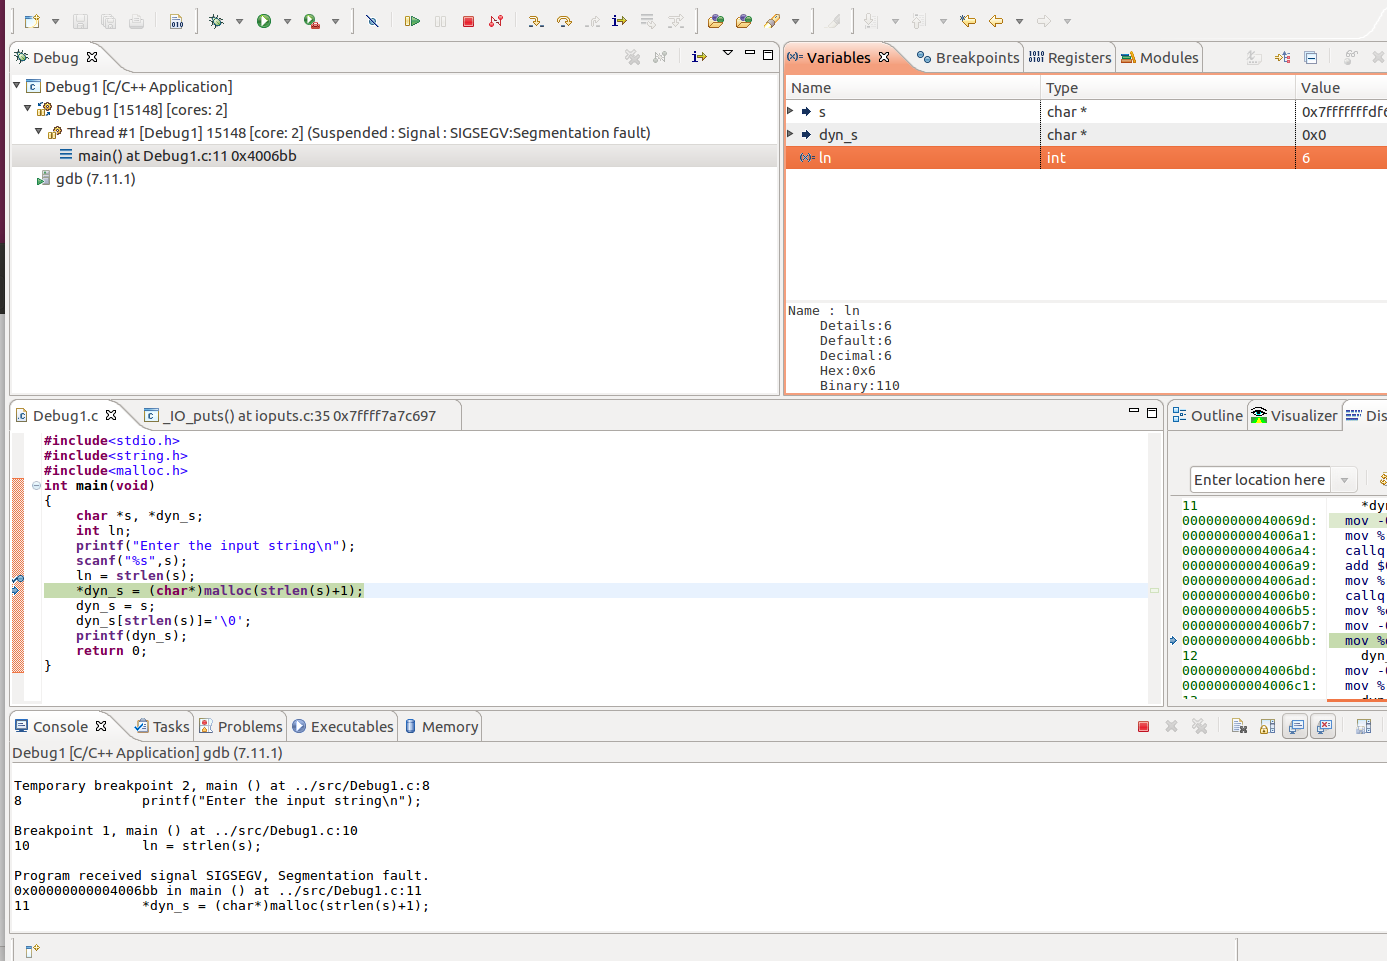 Debug
Debug1 [C/C++ Application]
Debug1 [15148] [cores: 2]
Thread #1 [Debug1] 15148 [core: 2] (Suspended : Signal : SIGSEGV:Segmentation fault)
main() at Debug1.c:11 0x4006bb
gdb (7.11.1)
(x)= Variables Breakpoints Registers Modules
Name Type Value
s char * 0x7fffffffdf
dyn_s char * 0x0
(x)= ln int 6
Name : ln
Details:6
Default:6
Decimal:6
Hex:0x6
Binary:110
Debug1.c _IO_puts() at ioputs.c:35 0x7ffff7a7c697
#include<stdio.h>
#include<string.h>
#include<malloc.h>
int main(void)
{
char *s, *dyn_s;
int ln;
printf("Enter the input string\n");
scanf("%s",s);
ln = strlen(s);
*dyn_s = (char*)malloc(strlen(s)+1);
dyn_s = s;
dyn_s[strlen(s)]='\0';
printf(dyn_s);
return 0;
}
Outline Visualizer Dis
Enter location here
11 *dyn
000000000040069d: mov -
00000000004006a1: mov %
00000000004006a4: callq
00000000004006a9: add $
00000000004006ad: mov %
00000000004006b0: callq
00000000004006b5: mov %
00000000004006b7: mov -
00000000004006bb: mov %
12 dyn_
00000000004006bd: mov -
00000000004006c1: mov %
Console Tasks Problems Executables Memory
Debug1 [C/C++ Application] gdb (7.11.1)
Temporary breakpoint 2, main () at ../src/Debug1.c:8
8 printf("Enter the input string\n");
Breakpoint 1, main () at ../src/Debug1.c:10
10 ln = strlen(s);
Program received signal SIGSEGV, Segmentation fault.
0x00000000004006bb in main () at ../src/Debug1.c:11
11 *dyn_s = (char*)malloc(strlen(s)+1);